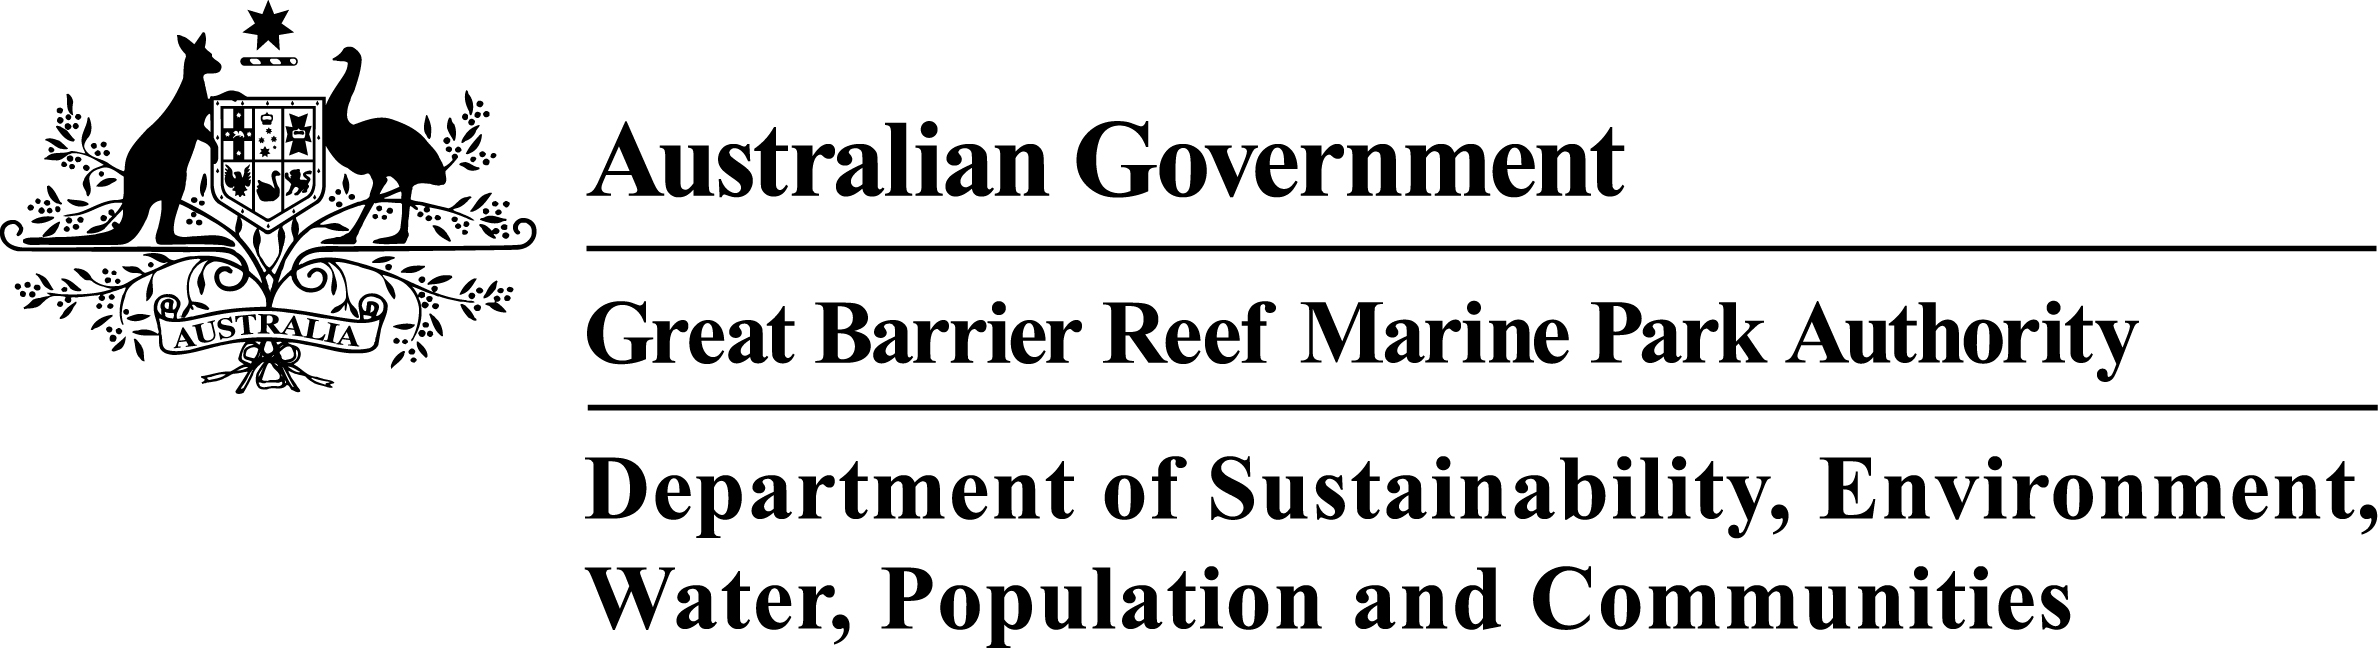 AUSTRALIA
Australian Government
Great Barrier Reef Marine Park Authority
Department of Sustainability, Environment,
Water, Population and Communities